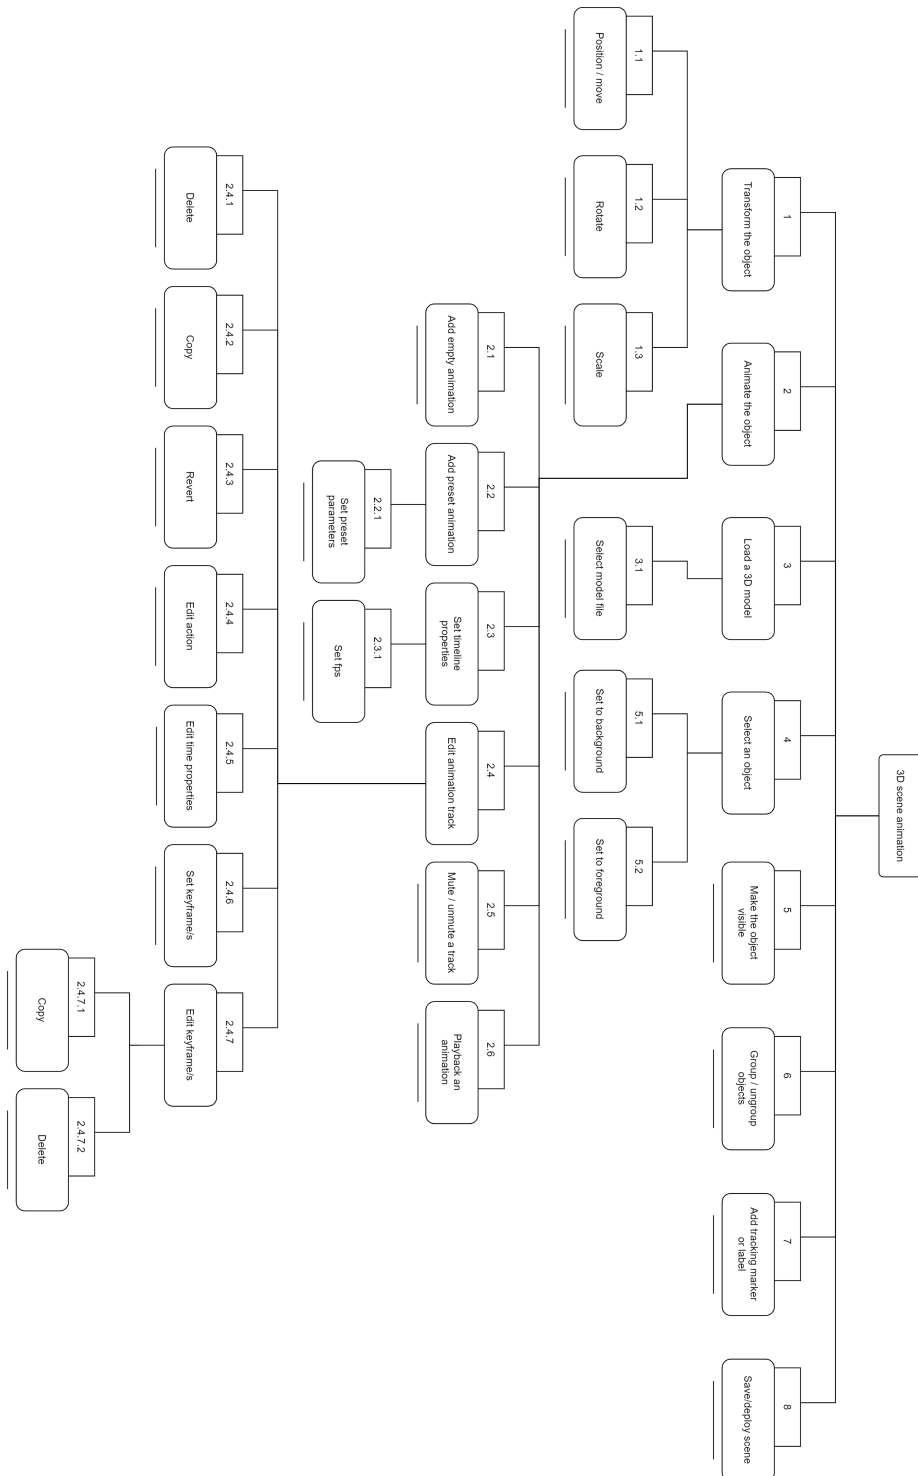 3D scene animation
1
Transform the object
2
Animate the object
3
Load a 3D model
4
Select an object
5
Make the object
visible
6
Group / ungroup
objects
7
Add tracking marker
or label
8
Save/deploy scene
1.1
Position / move
1.2
Rotate
1.3
Scale
3.1
Select model file
5.1
Set to background
5.2
Set to foreground
2.1
Add empty animation
2.2
Add preset animation
2.3
Set timeline
properties
2.4
Edit animation track
2.5
Mute / unmute a track
2.6
Playback an
animation
2.2.1
Set preset
parameters
2.3.1
Set fps
2.4.1
Delete
2.4.2
Copy
2.4.3
Revert
2.4.4
Edit action
2.4.5
Edit time properties
2.4.6
Set keyframe/s
2.4.7
Edit keyframe/s
2.4.7.1
Copy
2.4.7.2
Delete